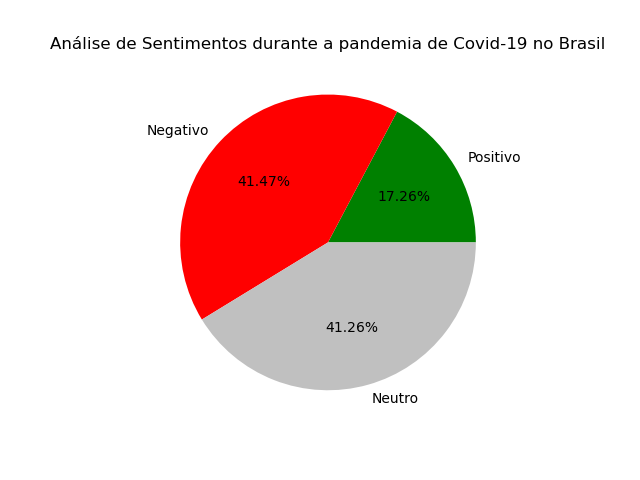 Análise de Sentimentos durante a pandemia de Covid-19 no Brasil
Negativo
Positivo
41.47%
17.26%
41.26%
Neutro